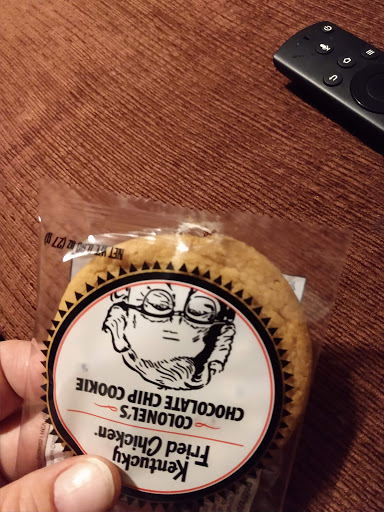 Kentucky
Fried Chicken
COLONEL'S
CHOCOLATE CHIP COOKIE